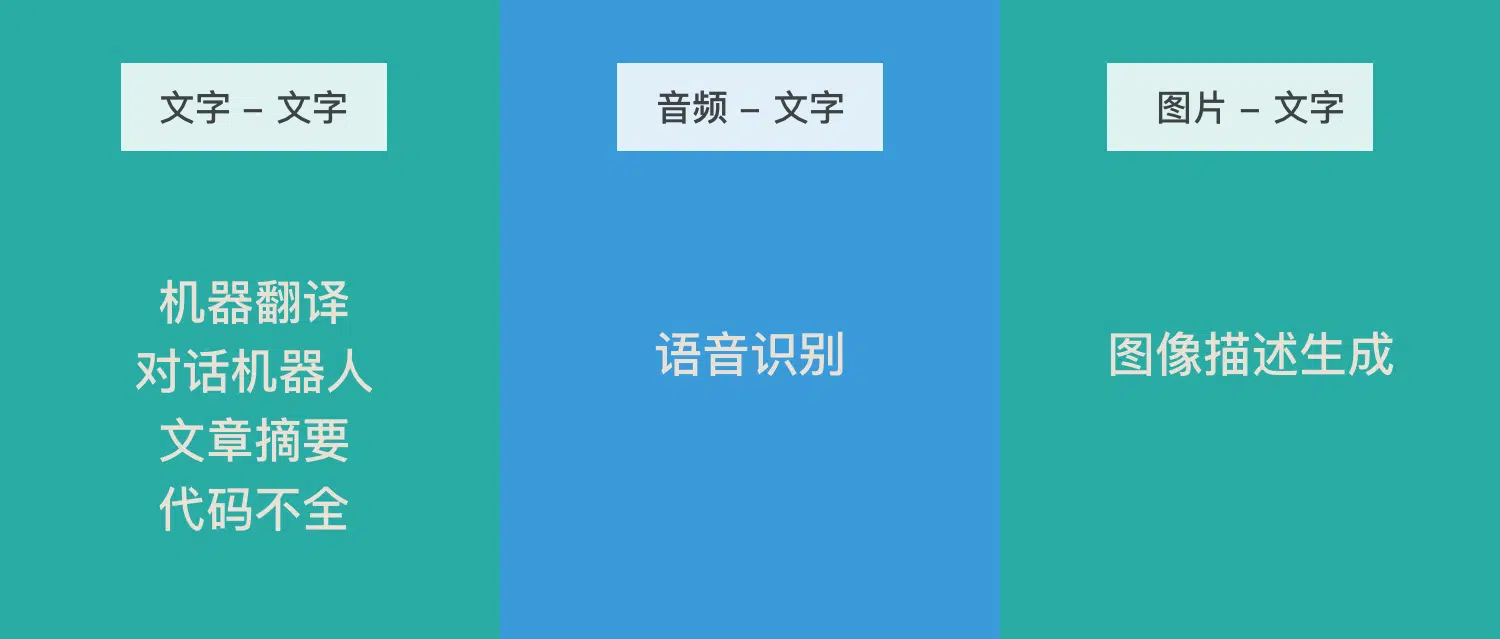 文字 – 文字
机器翻译
对话机器人
文章摘要
代码不全
音频 – 文字
语音识别
图片 – 文字
图像描述生成